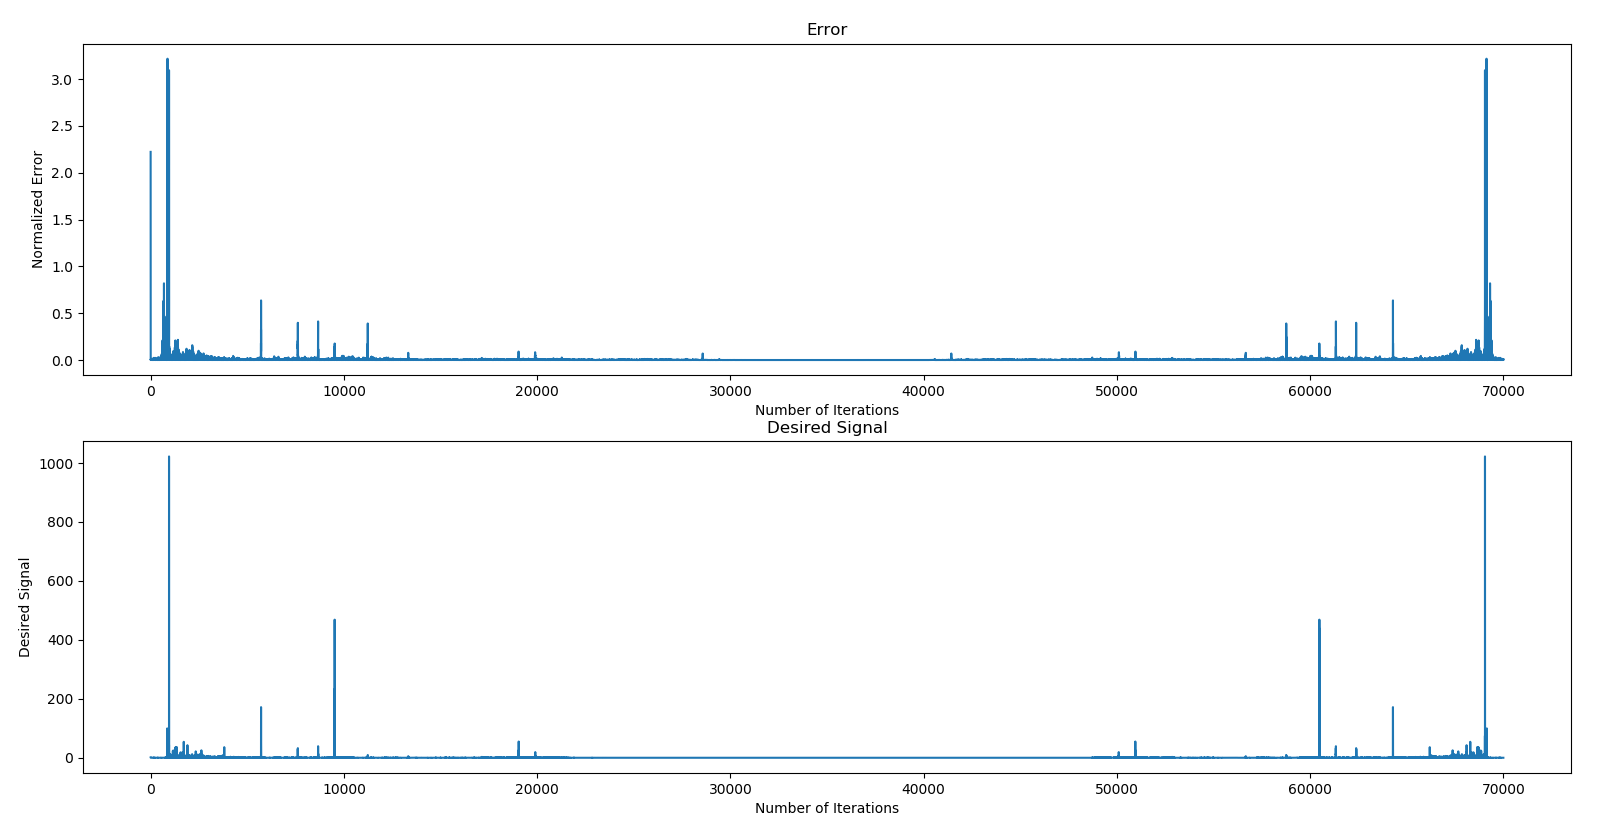 Error
3.0
2.5
2.0
1.5
1.0
0.5
0.0
Normalized Error
0 10000 20000 30000 40000 50000 60000 70000
Number of Iterations
Desired Signal
1000
800
600
400
200
0
Desired Signal
0 10000 20000 30000 40000 50000 60000 70000
Number of Iterations